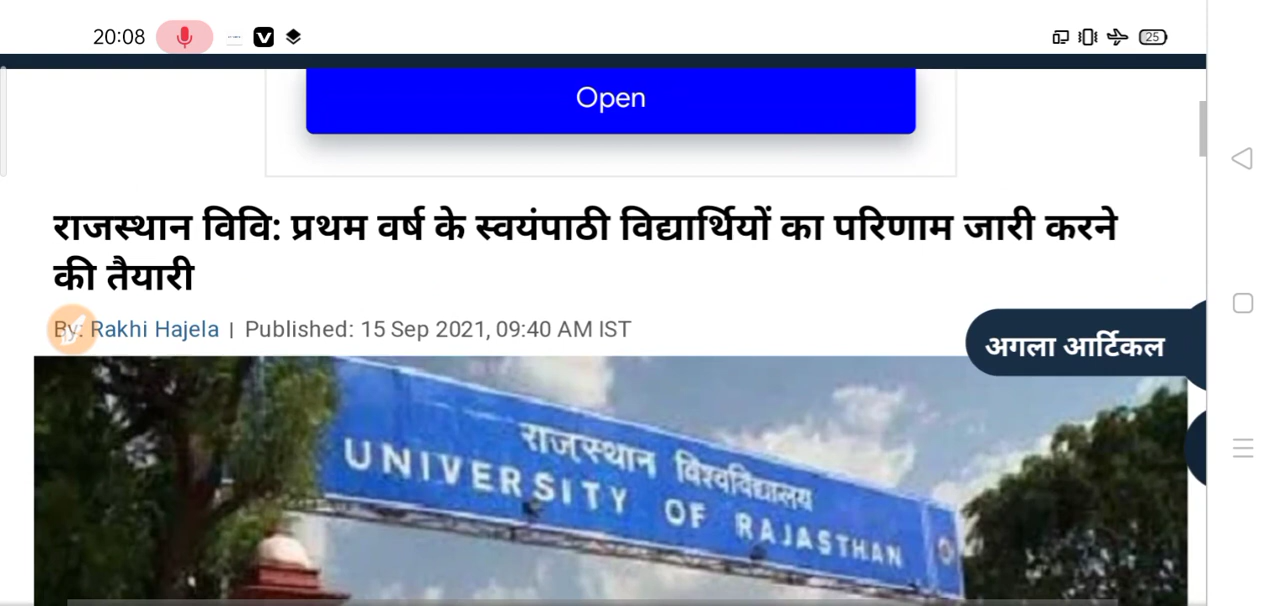 20:08
25
Open
राजस्थान विवि: प्रथम वर्ष के स्वयंपाठी विद्यार्थियों का परिणाम जारी करने
की तैयारी
By: Rakhi Hajela | Published: 15 Sep 2021, 09:40 AM IST
अगला आर्टिकल
राजस्थान विश्वविद्यालय
UNIVERSITY OF RAJASTHAN